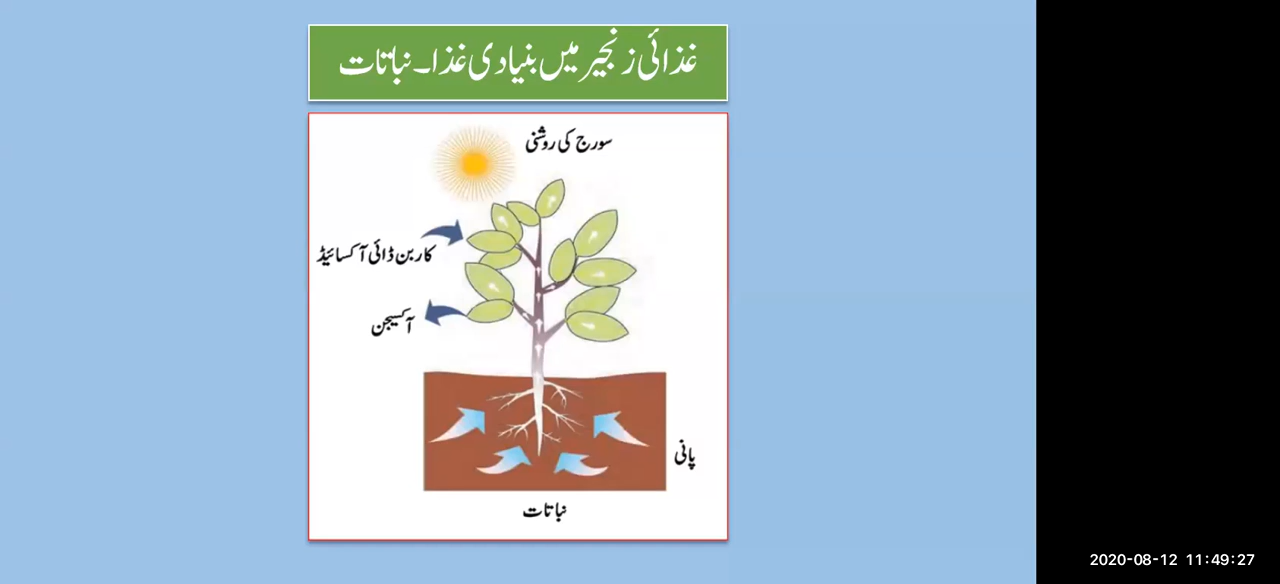 غذائی زنجیر میں بنیادی غذا۔ نباتات
سورج کی روشنی
کاربن ڈائی آکسائیڈ
آکسیجن
پانی
نباتات
2020-08-12 11:49:27